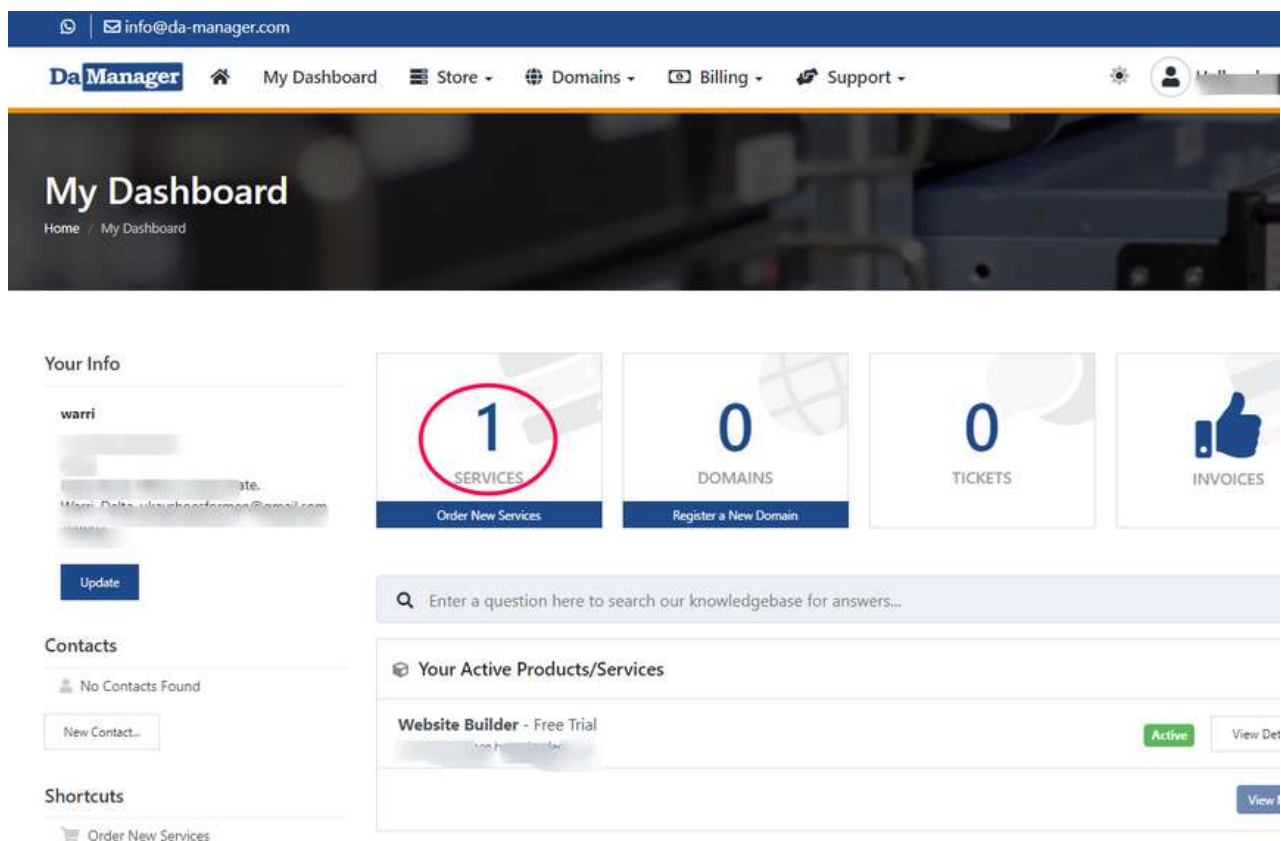 info@da-manager.com
Da Manager My Dashboard Store Domains Billing Support
My Dashboard
Home / My Dashboard
Your Info
warri
ate.
Update
Contacts
No Contacts Found
New Contact...
Shortcuts
Order New Services
1
SERVICES
Order New Services
0
DOMAINS
Register a New Domain
0
TICKETS
INVOICES
Enter a question here to search our knowledgebase for answers...
Your Active Products/Services
Website Builder - Free Trial
Active View Det
View